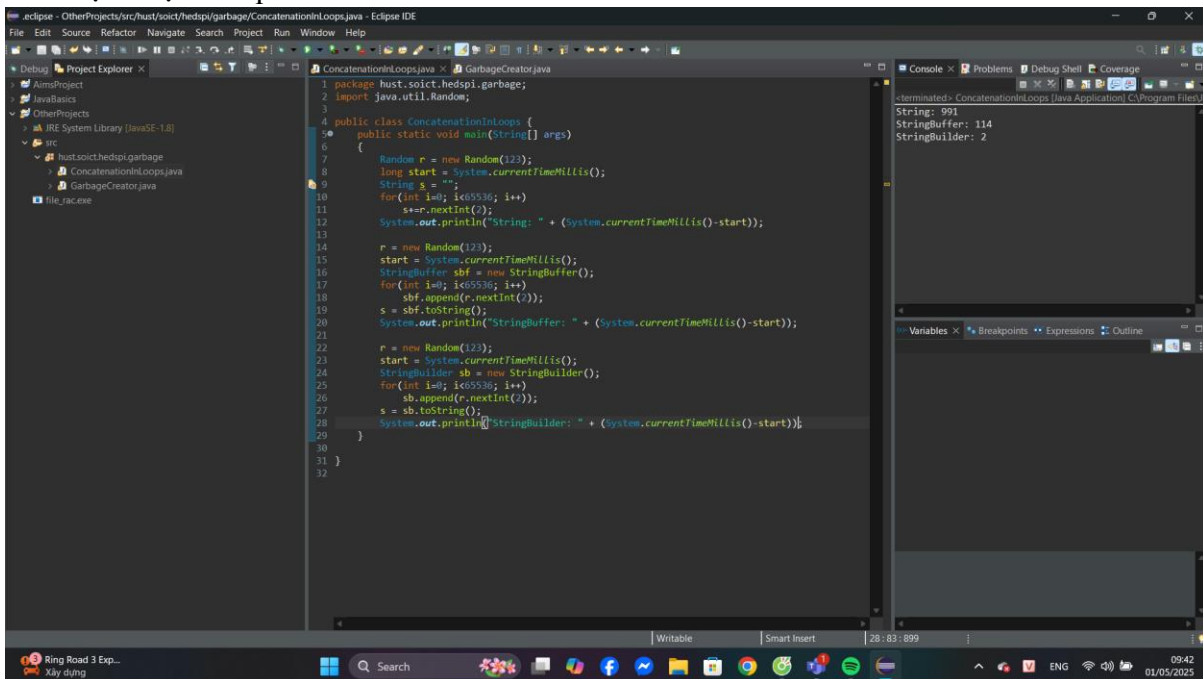 .eclipse - OtherProjects/src/hust/soict/hedspi/garbage/ConcatenationInLoops.java - Eclipse IDE
File Edit Source Refactor Navigate Search Project Run Window Help
Debug Project Explorer
AimsProject
JavaBasics
OtherProjects
JRE System Library [JavaSE-1.8]
src
hust.soict.hedspi.garbage
ConcatenationInLoops.java
GarbageCreator.java
file_rac.exe
ConcatenationInLoops.java GarbageCreator.java
1 package hust.soict.hedspi.garbage;
2 import java.util.Random;
3
4 public class ConcatenationInLoops {
5 public static void main(String[] args)
6 {
7 Random r = new Random(123);
8 long start = System.currentTimeMillis();
9 String s = "";
10 for(int i=0; i<65536; i++)
11 s+=r.nextInt(2);
12 System.out.println("String: " + (System.currentTimeMillis()-start));
13
14 r = new Random(123);
15 start = System.currentTimeMillis();
16 StringBuffer sbf = new StringBuffer();
17 for(int i=0; i<65536; i++)
18 sbf.append(r.nextInt(2));
19 s = sbf.toString();
20 System.out.println("StringBuffer: " + (System.currentTimeMillis()-start));
21
22 r = new Random(123);
23 start = System.currentTimeMillis();
24 StringBuilder sb = new StringBuilder();
25 for(int i=0; i<65536; i++)
26 sb.append(r.nextInt(2));
27 s = sb.toString();
28 System.out.println("StringBuilder: " + (System.currentTimeMillis()-start));
29 }
30
31 }
32
Console Problems Debug Shell Coverage
<terminated> ConcatenationInLoops [Java Application] C:\Program Files\J
String: 991
StringBuffer: 114
StringBuilder: 2
Variables Breakpoints Expressions Outline
Writable Smart Insert 28 : 83 : 899
3
Ring Road 3 Exp...
Xây dựng
Search
ENG
09:42
01/05/2025